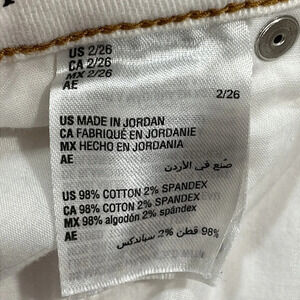 US 2/26
CA 2/26
MX 2/26
AE
2/26
US MADE IN JORDAN
CA FABRIQUÉ EN JORDANIE
MX HECHO EN JORDANIA
AE
صنع في الأردن
US 98% COTTON 2% SPANDEX
CA 98% COTON 2% SPANDEX
MX 98% algodón 2% spándex
AE
98% قطن 2% سباندكس